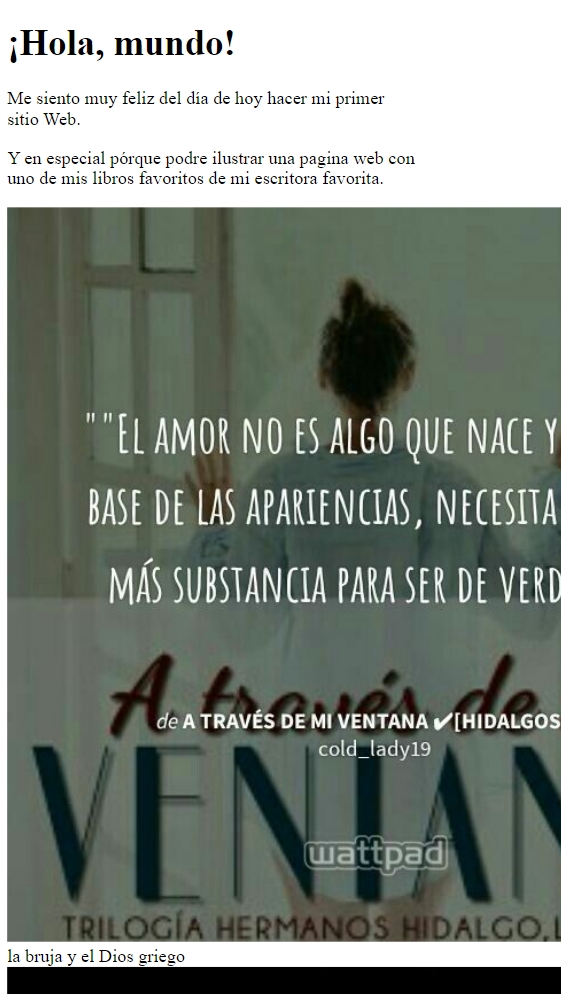 ¡Hola, mundo!
Me siento muy feliz del día de hoy hacer mi primer
sitio Web.
Y en especial pórque podre ilustrar una pagina web con
uno de mis libros favoritos de mi escritora favorita.
""El amor no es algo que nace y
base de las apariencias, necesita
más substancia para ser de verd
A través de
de A TRAVÉS DE MI VENTANA ✔[HIDALGOS
cold_lady19
VENTAN
wattpad
TRILOGÍA HERMANOS HIDALGO, L
la bruja y el Dios griego